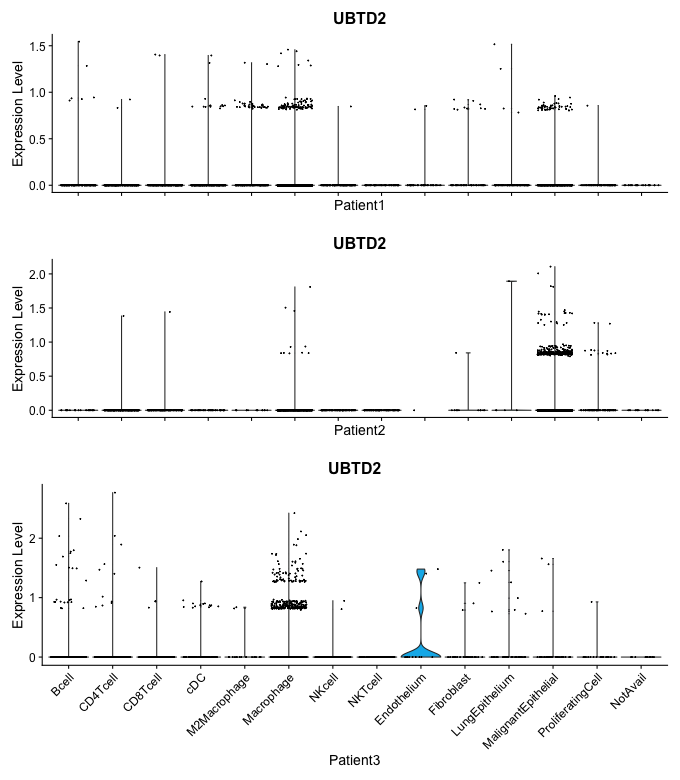 UBTD2
Expression Level
1.5
1.0
0.5
0.0
Patient1
UBTD2
Expression Level
2.0
1.5
1.0
0.5
0.0
Patient2
UBTD2
Expression Level
2
1
0
Bcell
CD4Tcell
CD8Tcell
cDC
M2Macrophage
Macrophage
NKcell
NKTcell
Endothelium
Fibroblast
LungEpithelium
MalignantEpithelial
ProliferatingCell
NotAvail
Patient3